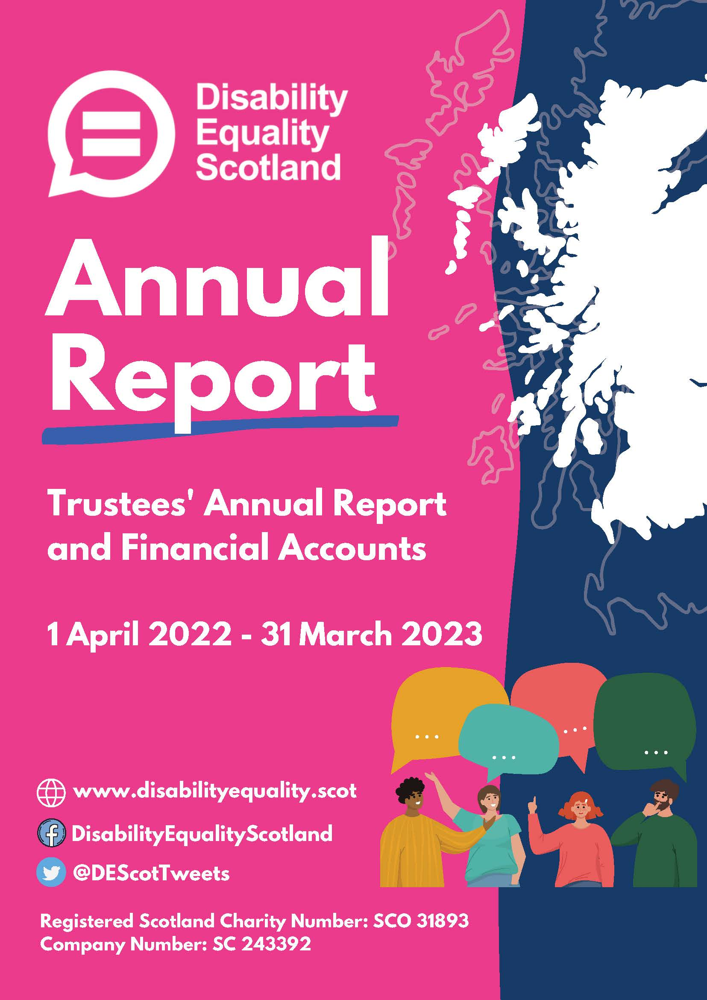 Disability
Equality
Scotland
Annual
Report
Trustees' Annual Report
and Financial Accounts
1 April 2022 - 31 March 2023
www.disabilityequality.scot
DisabilityEqualityScotland
@DEScotTweets
Registered Scotland Charity Number: SCO 31893
Company Number: SC 243392